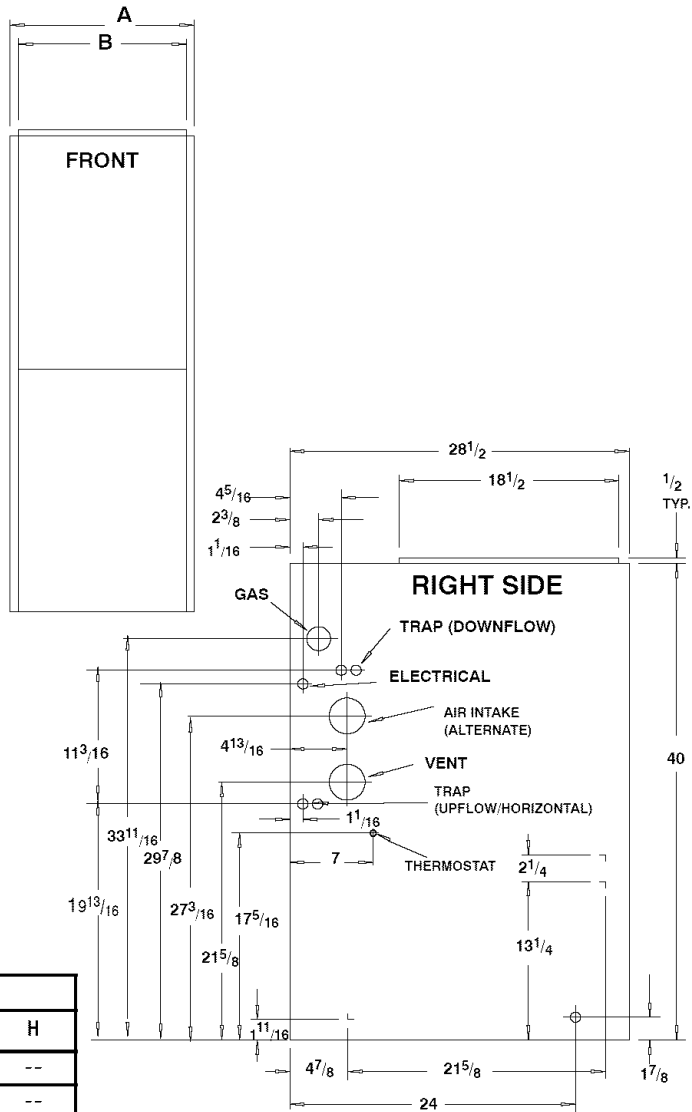 A
B
FRONT
28 1/2
18 1/2
1/2
TYP.
4 5/16
2 3/8
1 1/16
RIGHT SIDE
GAS
TRAP (DOWNFLOW)
ELECTRICAL
AIR INTAKE
(ALTERNATE)
4 13/16
11 3/16
40
VENT
TRAP
(UPFLOW/HORIZONTAL)
1 1/16
33 11/16
THERMOSTAT
29 7/8
7
2 1/4
19 13/16
27 3/16
17 5/16
21 5/8
13 1/4
H
1 11/16
--
4 7/8
21 5/8
1 7/8
--
24